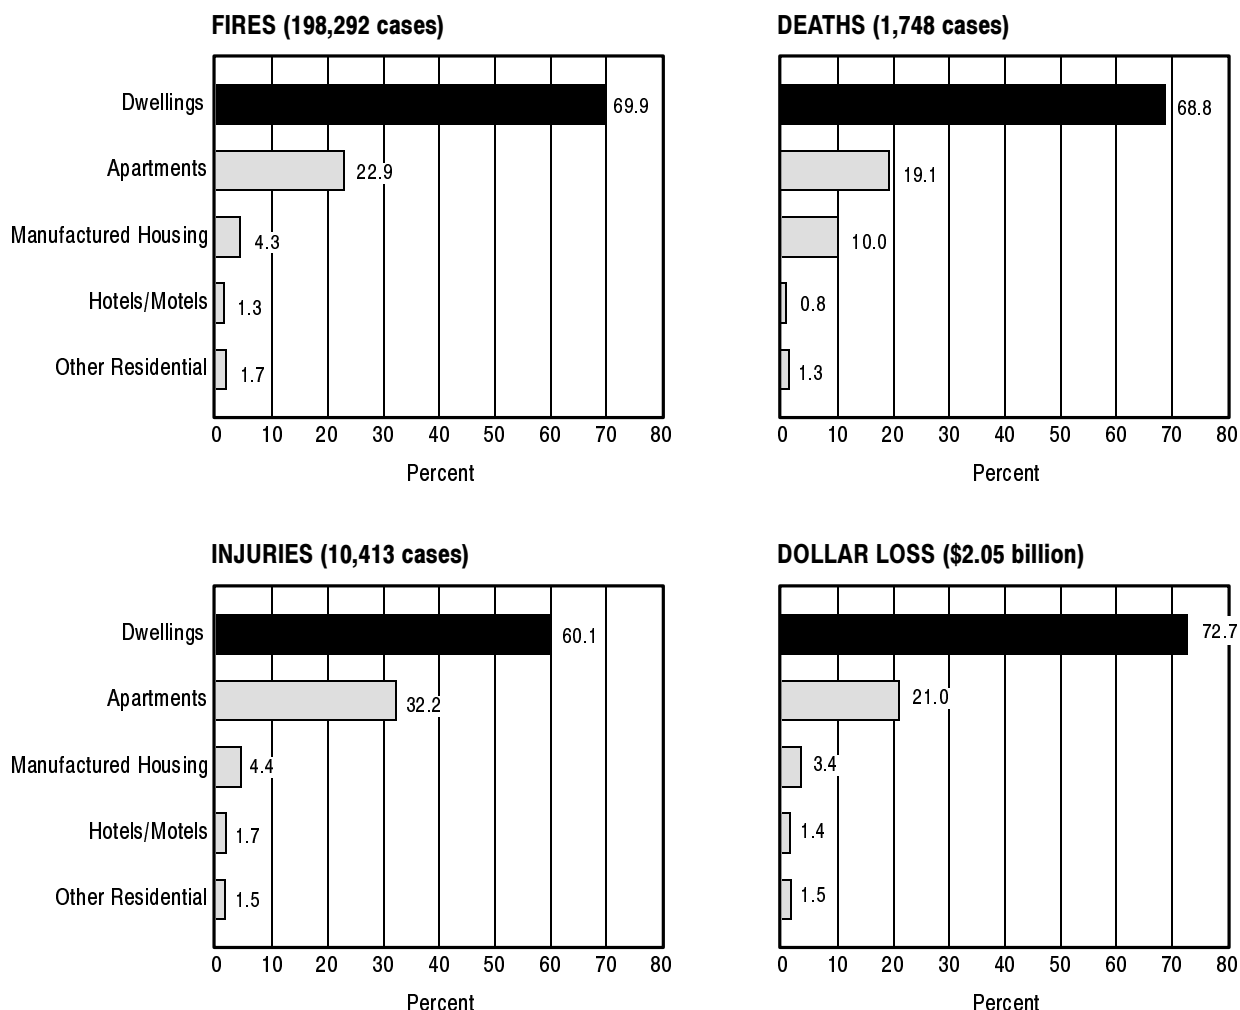 FIRES (198,292 cases)
Dwellings 69.9
Apartments 22.9
Manufactured Housing 4.3
Hotels/Motels 1.3
Other Residential 1.7
0 10 20 30 40 50 60 70 80
Percent
DEATHS (1,748 cases)
68.8
19.1
10.0
0.8
1.3
0 10 20 30 40 50 60 70 80
Percent
INJURIES (10,413 cases)
Dwellings 60.1
Apartments 32.2
Manufactured Housing 4.4
Hotels/Motels 1.7
Other Residential 1.5
0 10 20 30 40 50 60 70 80
Percent
DOLLAR LOSS ($2.05 billion)
72.7
21.0
3.4
1.4
1.5
0 10 20 30 40 50 60 70 80
Percent